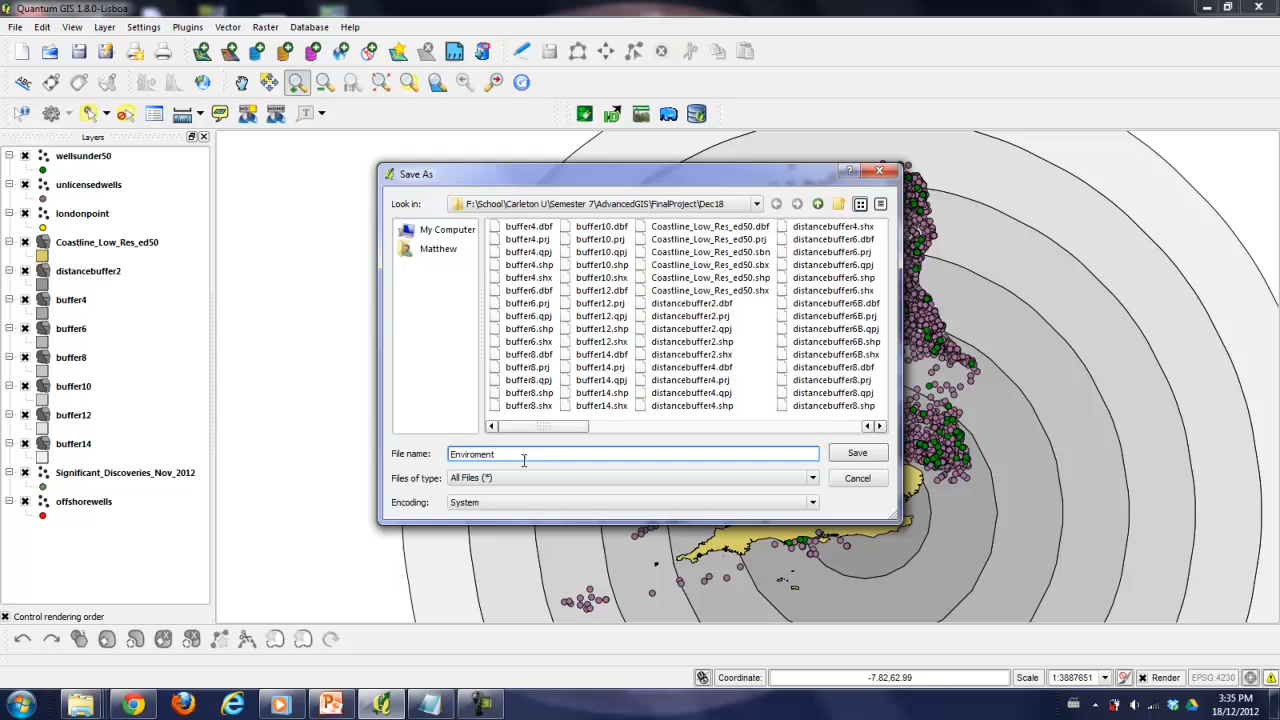 Quantum GIS 1.8.0-Lisboa
File Edit View Layer Settings Plugins Vector Raster Database Help
Layers
wellsunder50
unlicensedwells
londonpoint
Coastline_Low_Res_ed50
distancebuffer2
buffer4
buffer6
buffer8
buffer10
buffer12
buffer14
Significant_Discoveries_Nov_2012
offshorewells
Control rendering order
Save As
Look in: F:\School\Carleton U\Semester 7\AdvancedGIS\FinalProject\Dec18
My Computer
Matthew
buffer4.dbf buffer10.dbf Coastline_Low_Res_ed50.dbf distancebuffer4.shx
buffer4.prj buffer10.prj Coastline_Low_Res_ed50.prj distancebuffer6.dbf
buffer4.qpj buffer10.qpj Coastline_Low_Res_ed50.sbn distancebuffer6.prj
buffer4.shp buffer10.shp Coastline_Low_Res_ed50.sbx distancebuffer6.qpj
buffer4.shx buffer10.shx Coastline_Low_Res_ed50.shp distancebuffer6.shp
buffer6.dbf buffer12.dbf Coastline_Low_Res_ed50.shx distancebuffer6.shx
buffer6.prj buffer12.prj distancebuffer2.dbf distancebuffer6B.dbf
buffer6.qpj buffer12.qpj distancebuffer2.prj distancebuffer6B.prj
buffer6.shp buffer12.shp distancebuffer2.qpj distancebuffer6B.qpj
buffer6.shx buffer12.shx distancebuffer2.shp distancebuffer6B.shp
buffer8.dbf buffer14.dbf distancebuffer2.shx distancebuffer6B.shx
buffer8.prj buffer14.prj distancebuffer4.dbf distancebuffer8.dbf
buffer8.qpj buffer14.qpj distancebuffer4.prj distancebuffer8.prj
buffer8.shp buffer14.shp distancebuffer4.qpj distancebuffer8.qpj
buffer8.shx buffer14.shx distancebuffer4.shp distancebuffer8.shp
File name: Enviroment Save
Files of type: All Files (*) Cancel
Encoding: System
Coordinate: -7.82,62.99 Scale 1:3887651 Render EPSG:4230
3:35 PM
18/12/2012